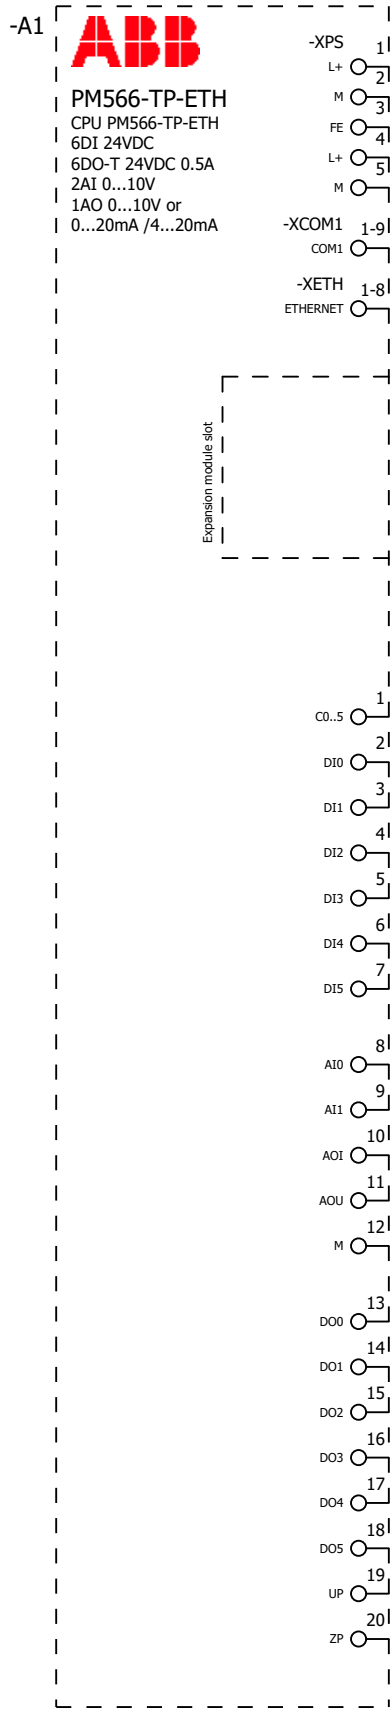 -A1
ABB
PM566-TP-ETH
CPU PM566-TP-ETH
6DI 24VDC
6DO-T 24VDC 0.5A
2AI 0...10V
1AO 0...10V or
0...20mA /4...20mA
-XPS
L+ 1
M 2
FE 3
L+ 4
M 5
-XCOM1 1-9
COM1
-XETH 1-8
ETHERNET
Expansion module slot
C0..5 1
DI0 2
DI1 3
DI2 4
DI3 5
DI4 6
DI5 7
AI0 8
AI1 9
AOI 10
AOU 11
M 12
DO0 13
DO1 14
DO2 15
DO3 16
DO4 17
DO5 18
UP 19
ZP 20